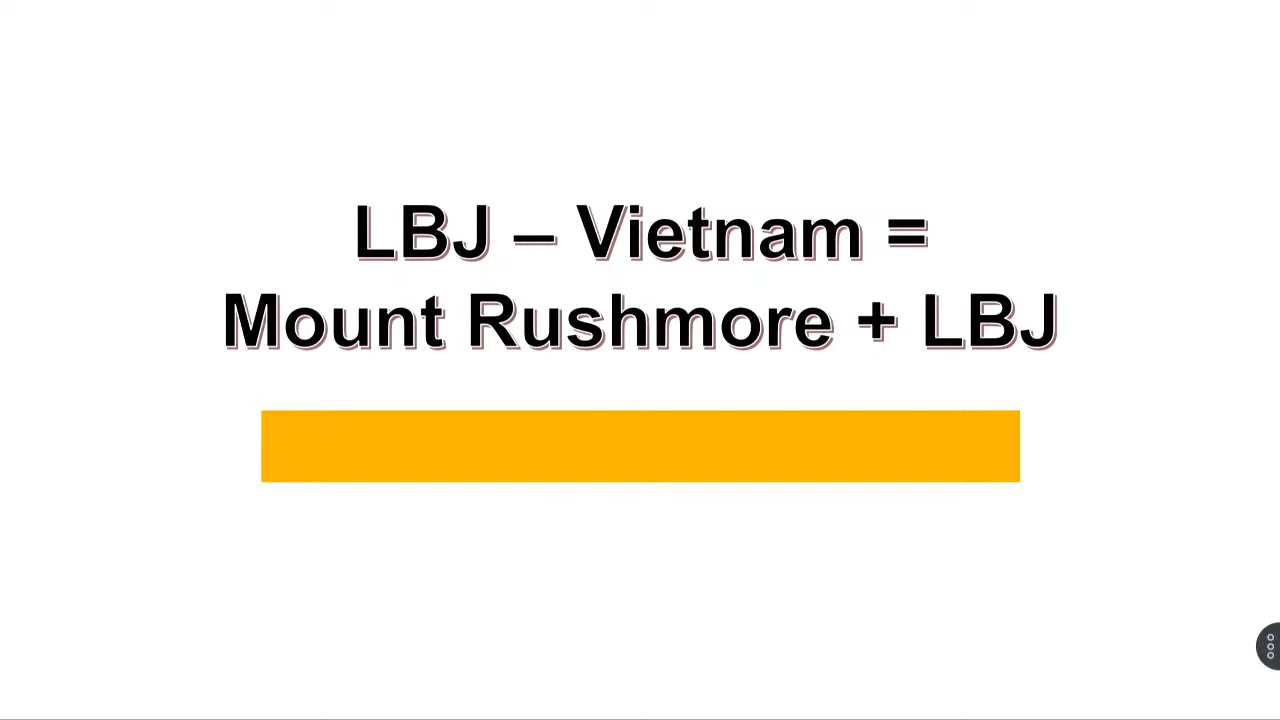 LBJ – Vietnam =
Mount Rushmore + LBJ